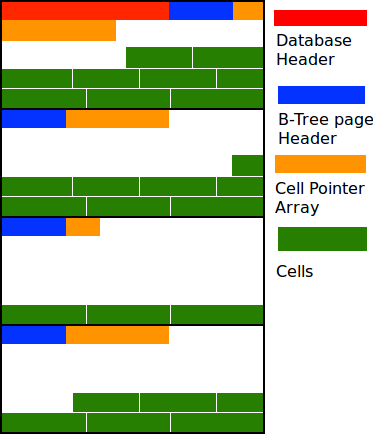 Database
Header
B-Tree page
Header
Cell Pointer
Array
Cells